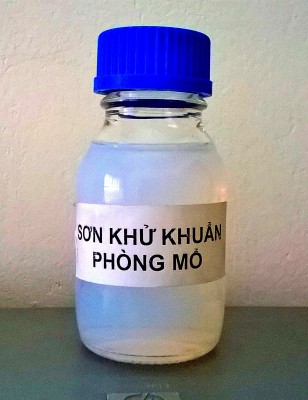 SƠN KHỬ KHUẨN
PHÒNG MỔ